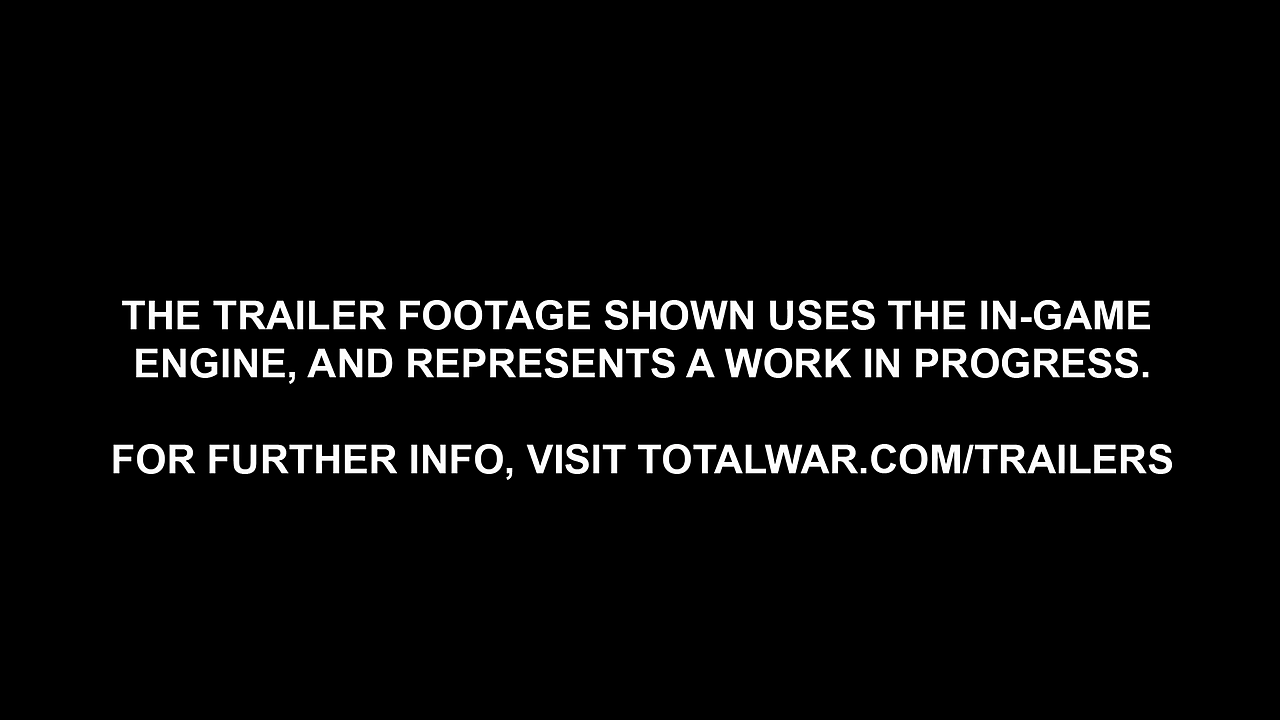 THE TRAILER FOOTAGE SHOWN USES THE IN-GAME
ENGINE, AND REPRESENTS A WORK IN PROGRESS.
FOR FURTHER INFO, VISIT TOTALWAR.COM/TRAILERS